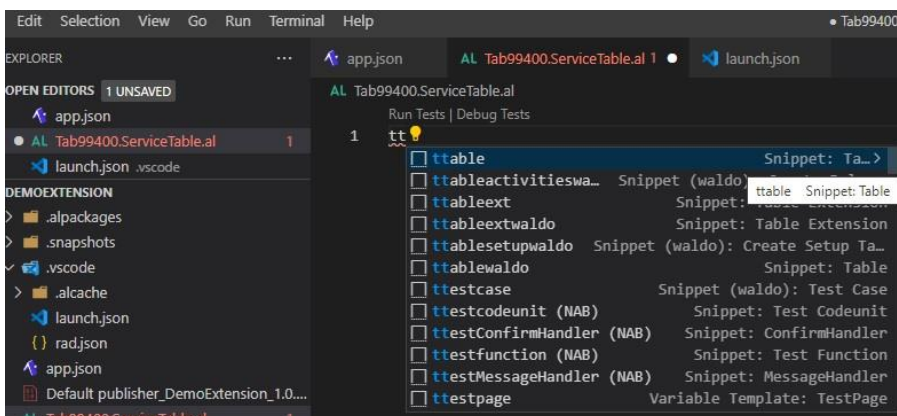 Edit Selection View Go Run Terminal Help ● Tab99400
EXPLORER ...
OPEN EDITORS 1 UNSAVED
app.json
● AL Tab99400.ServiceTable.al 1
launch.json .vscode
DEMOEXTENSION
> .alpackages
> .snapshots
.vscode
> .alcache
launch.json
{} rad.json
app.json
Default publisher_DemoExtension_1.0....
app.json AL Tab99400.ServiceTable.al 1 ● launch.json
AL Tab99400.ServiceTable.al
Run Tests | Debug Tests
1 tt
ttable Snippet: Ta…>
ttableactivitieswa… Snippet (waldo)
ttable Snippet: Table
ttableext Snippet: Table Extension
ttableextwaldo Snippet: Table Extension
ttablesetupwaldo Snippet (waldo): Create Setup Ta…
ttablewaldo Snippet: Table
ttestcase Snippet (waldo): Test Case
ttestcodeunit (NAB) Snippet: Test Codeunit
ttestConfirmHandler (NAB) Snippet: ConfirmHandler
ttestfunction (NAB) Snippet: Test Function
ttestMessageHandler (NAB) Snippet: MessageHandler
ttestpage Variable Template: TestPage